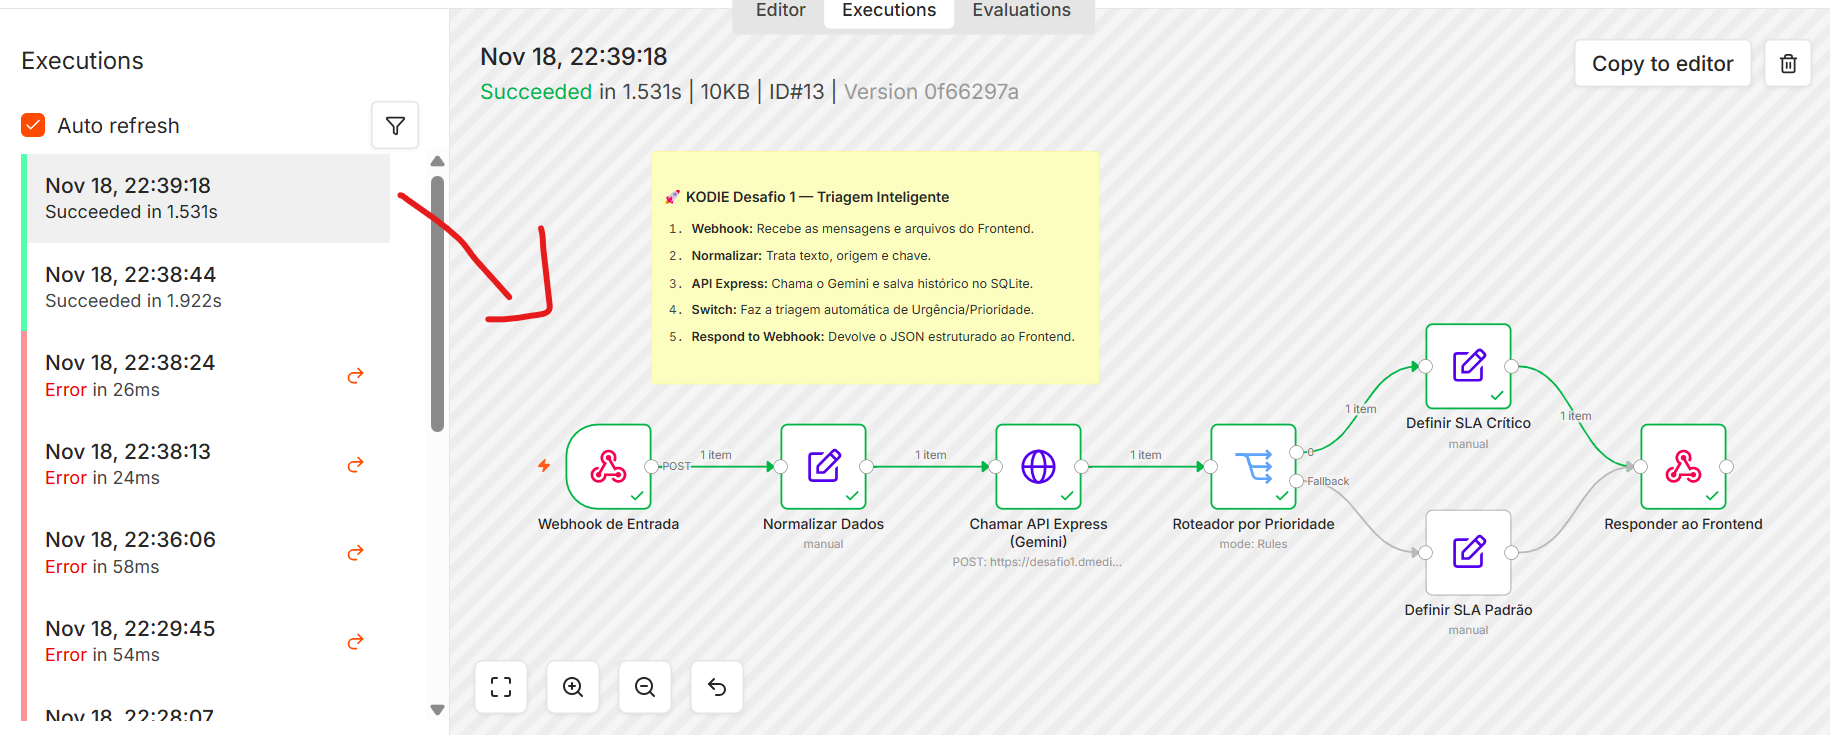 Editor
Executions
Evaluations
Executions
Auto refresh
Nov 18, 22:39:18
Succeeded in 1.531s
Nov 18, 22:38:44
Succeeded in 1.922s
Nov 18, 22:38:24
Error in 26ms
Nov 18, 22:38:13
Error in 24ms
Nov 18, 22:36:06
Error in 58ms
Nov 18, 22:29:45
Error in 54ms
Nov 18, 22:28:07
Nov 18, 22:39:18
Succeeded in 1.531s | 10KB | ID#13 | Version 0f66297a
Copy to editor
🚀 KODIE Desafio 1 — Triagem Inteligente
1. Webhook: Recebe as mensagens e arquivos do Frontend.
2. Normalizar: Trata texto, origem e chave.
3. API Express: Chama o Gemini e salva histórico no SQLite.
4. Switch: Faz a triagem automática de Urgência/Prioridade.
5. Respond to Webhook: Devolve o JSON estruturado ao Frontend.
POST
1 item
1 item
1 item
0
Fallback
1 item
1 item
Webhook de Entrada
Normalizar Dados
manual
Chamar API Express
(Gemini)
POST: https://desafio1.dmedi...
Roteador por Prioridade
mode: Rules
Definir SLA Crítico
manual
Definir SLA Padrão
manual
Responder ao Frontend